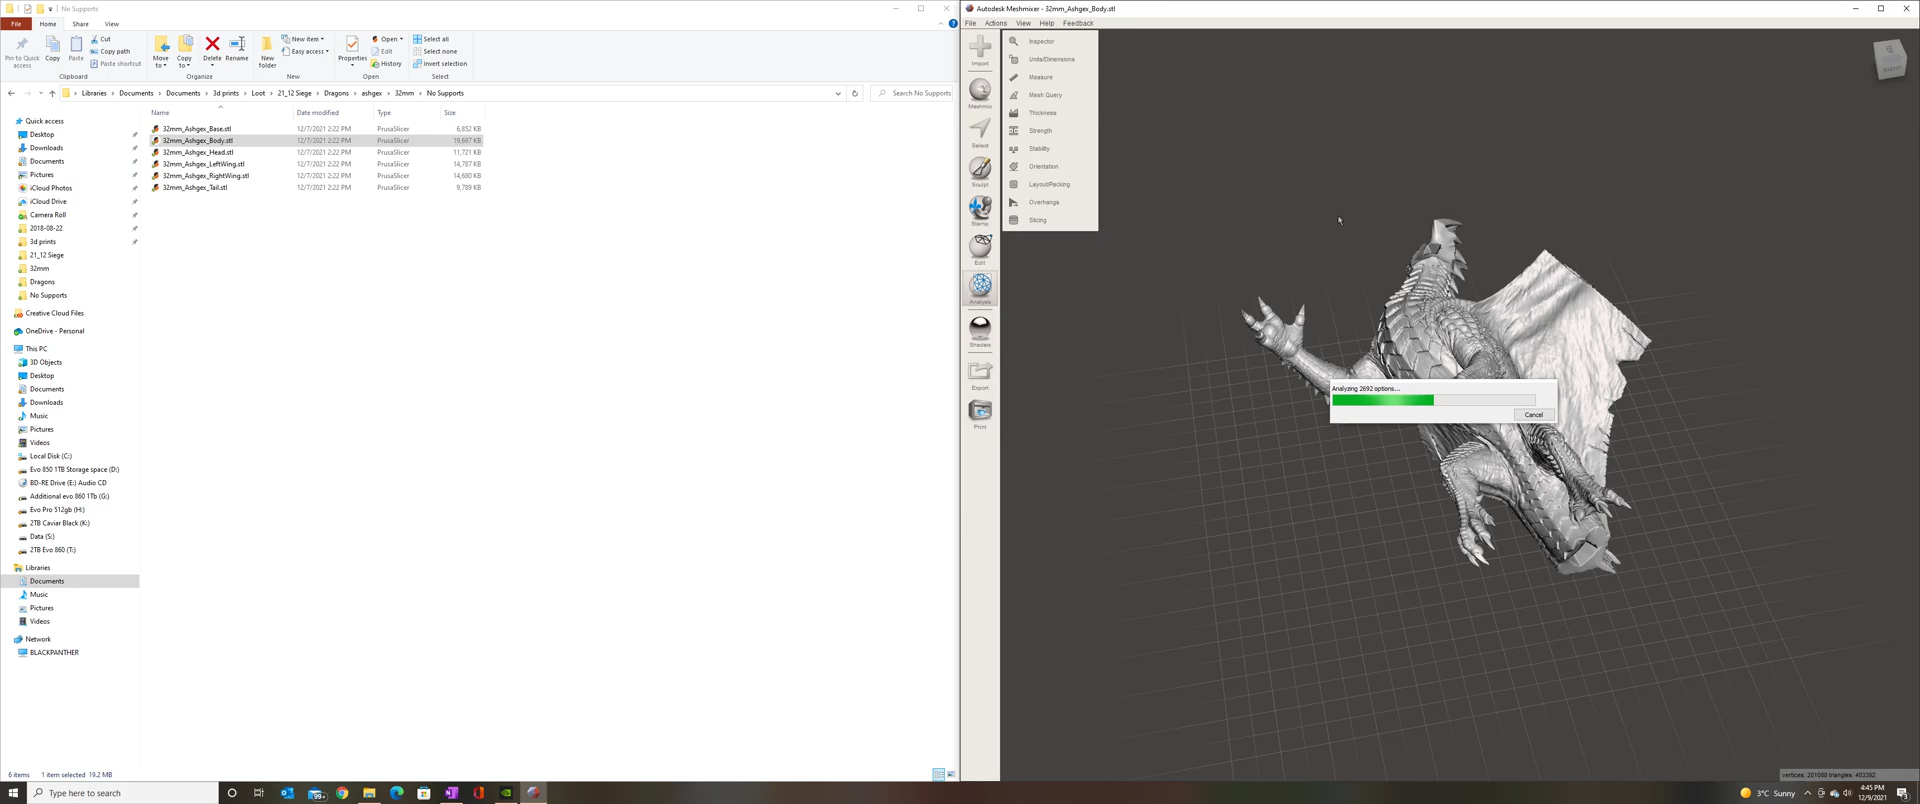 No Supports
File Home Share View
Pin to Quick access
Copy
Paste
Cut
Copy path
Paste shortcut
Clipboard
Move to
Copy to
Delete
Rename
Organize
New folder
New item
Easy access
New
Properties
Open
Edit
History
Open
Select all
Select none
Invert selection
Select
Libraries > Documents > Documents > 3d prints > Loot > 21_12 Siege > Dragons > ashgex > 32mm > No Supports
Search No Supports
Name Date modified Type Size
32mm_Ashgex_Base.stl 12/7/2021 2:22 PM PrusaSlicer 6,852 KB
32mm_Ashgex_Body.stl 12/7/2021 2:22 PM PrusaSlicer 19,697 KB
32mm_Ashgex_Head.stl 12/7/2021 2:22 PM PrusaSlicer 11,721 KB
32mm_Ashgex_LeftWing.stl 12/7/2021 2:22 PM PrusaSlicer 14,787 KB
32mm_Ashgex_RightWing.stl 12/7/2021 2:22 PM PrusaSlicer 14,680 KB
32mm_Ashgex_Tail.stl 12/7/2021 2:22 PM PrusaSlicer 9,789 KB
Quick access
Desktop
Downloads
Documents
Pictures
iCloud Photos
iCloud Drive
Camera Roll
2018-08-22
3d prints
21_12 Siege
32mm
Dragons
No Supports
Creative Cloud Files
OneDrive - Personal
This PC
3D Objects
Desktop
Documents
Downloads
Music
Pictures
Videos
Local Disk (C:)
Evo 850 1TB Storage space (D:)
BD-RE Drive (E:) Audio CD
Additional evo 860 1Tb (G:)
Evo Pro 512gb (H:)
2TB Caviar Black (K:)
Data (S:)
2TB Evo 860 (T:)
Libraries
Documents
Music
Pictures
Videos
Network
BLACKPANTHER
6 items 1 item selected 19.2 MB
Autodesk Meshmixer - 32mm_Ashgex_Body.stl
File Actions View Help Feedback
Import
Meshmix
Select
Sculpt
Stamp
Edit
Analysis
Shaders
Export
Print
Inspector
Units/Dimensions
Measure
Mesh Query
Thickness
Strength
Stability
Orientation
Layout/Packing
Overhangs
Slicing
RIGHT
Analyzing 2692 options...
Cancel
vertices: 201088 triangles: 403392
Type here to search
99+
3°C Sunny
4:45 PM
12/9/2021
3